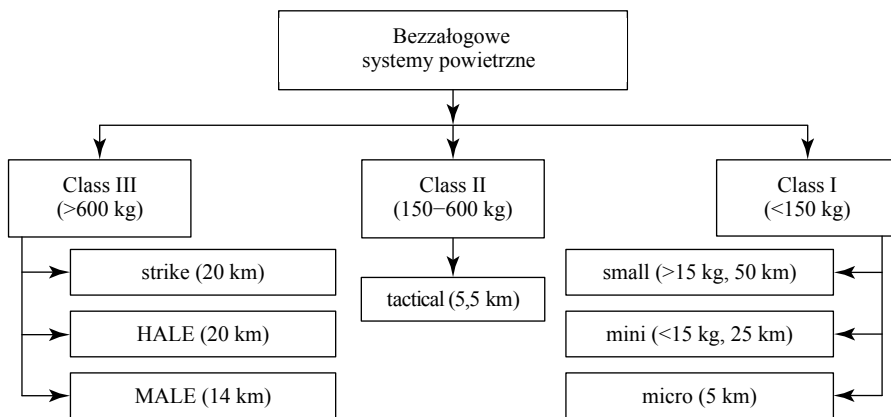 Bezzałogowe
systemy powietrzne
Class III
(>600 kg)
Class II
(150−600 kg)
Class I
(<150 kg)
strike (20 km)
HALE (20 km)
MALE (14 km)
tactical (5,5 km)
small (>15 kg, 50 km)
mini (<15 kg, 25 km)
micro (5 km)